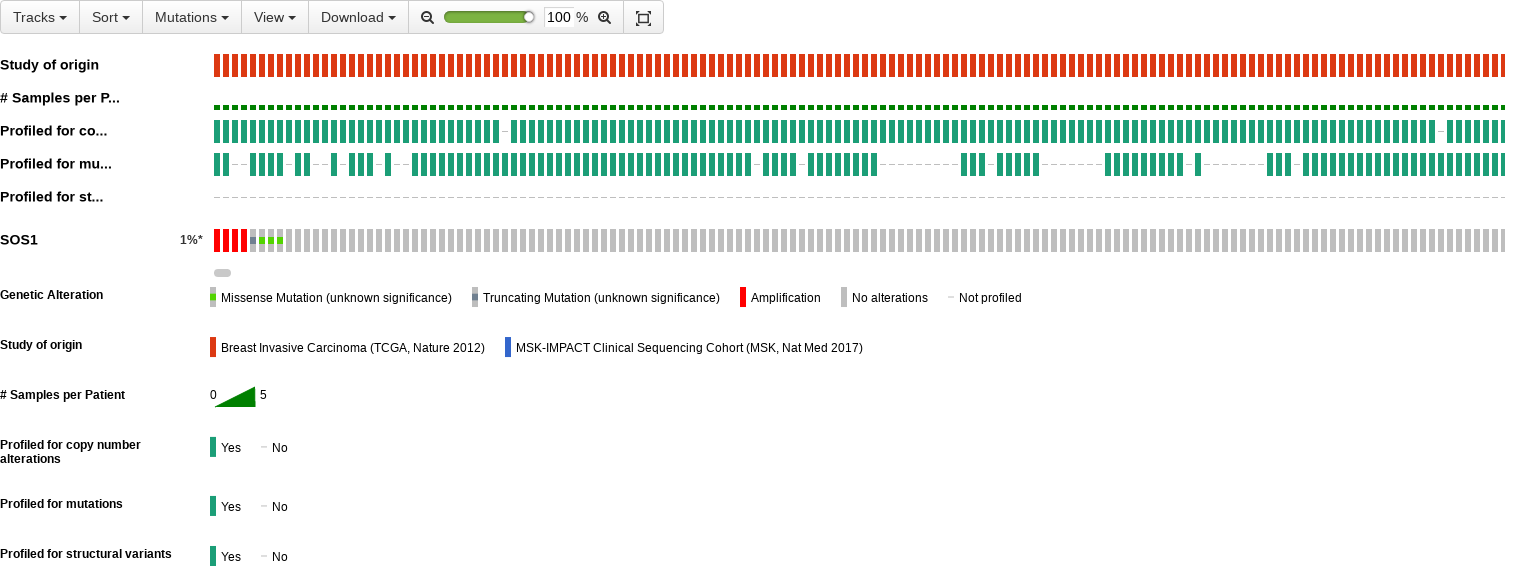 Tracks Sort Mutations View Download 100 %
Study of origin
# Samples per P...
Profiled for co...
Profiled for mu...
Profiled for st...
SOS1 1%*
Genetic Alteration Missense Mutation (unknown significance) Truncating Mutation (unknown significance) Amplification No alterations Not profiled
Study of origin Breast Invasive Carcinoma (TCGA, Nature 2012) MSK-IMPACT Clinical Sequencing Cohort (MSK, Nat Med 2017)
# Samples per Patient 0 5
Profiled for copy number
alterations
Yes No
Profiled for mutations Yes No
Profiled for structural variants Yes No